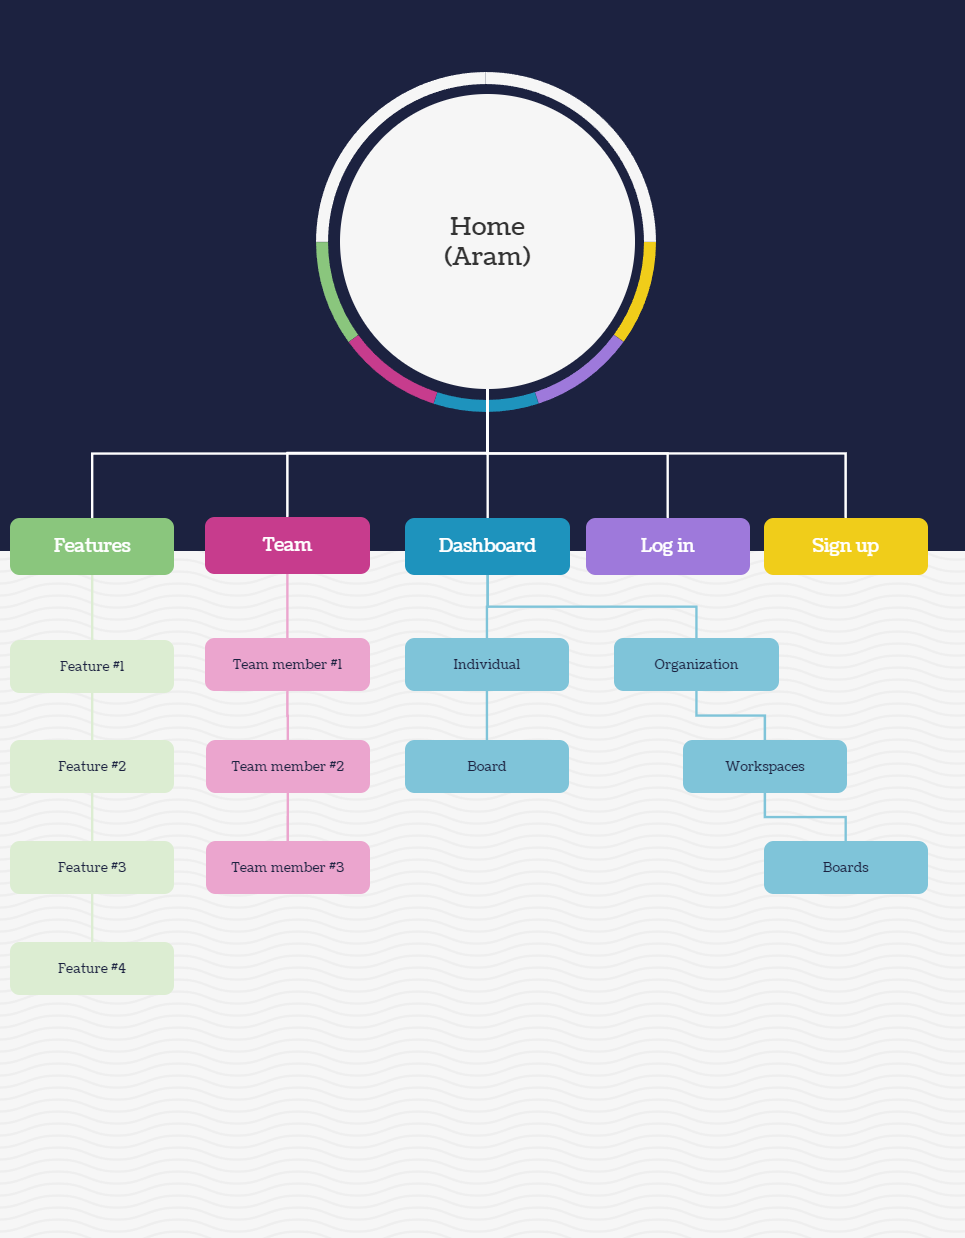 Home
(Aram)
Features
Team
Dashboard
Log in
Sign up
Feature #1
Team member #1
Individual
Organization
Feature #2
Team member #2
Board
Workspaces
Feature #3
Team member #3
Boards
Feature #4